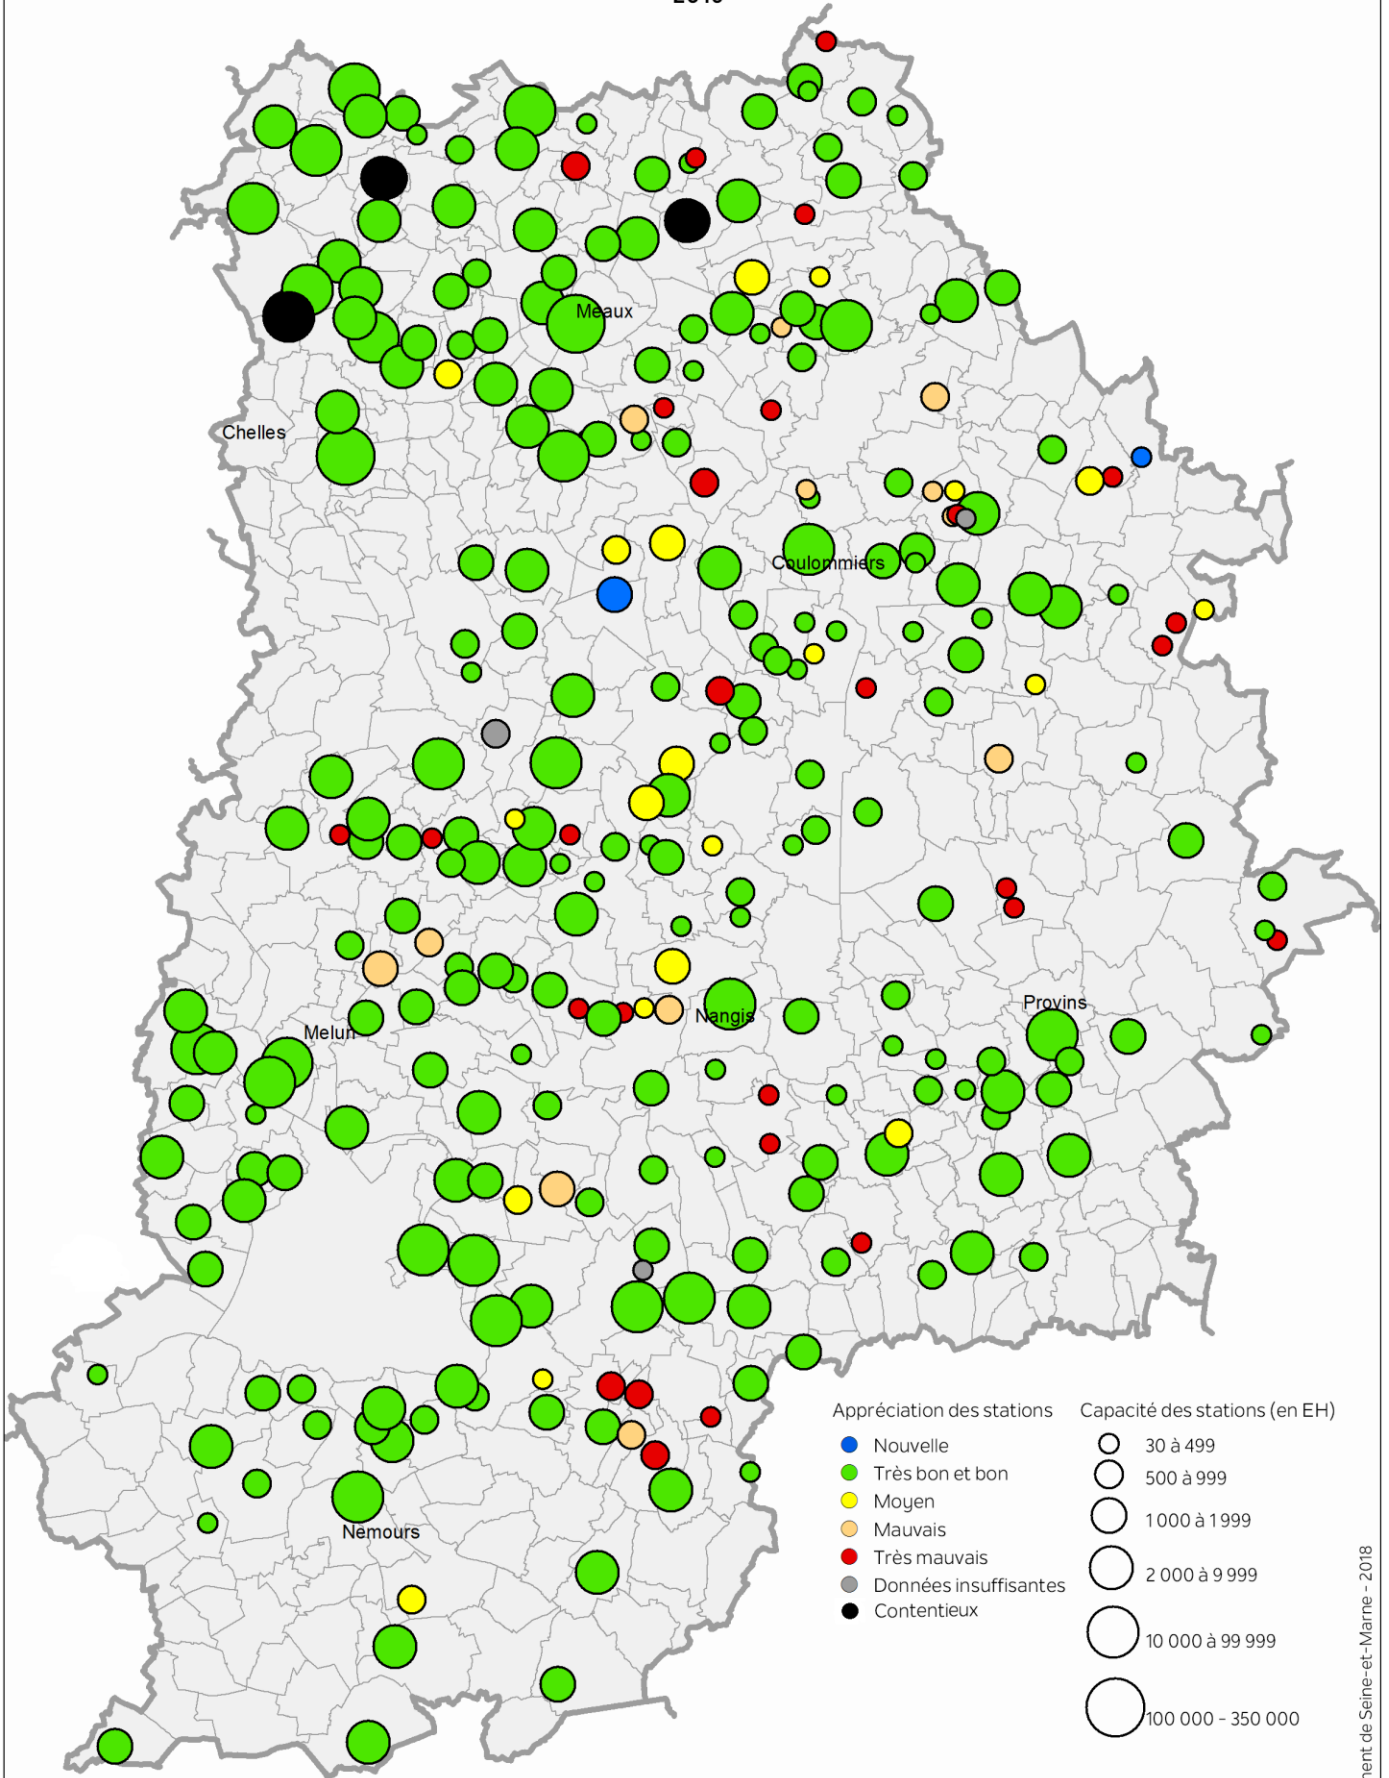 Meaux
Chelles
Coulommiers
Provins
Nangis
Melun
Nemours
Appréciation des stations
Nouvelle
Très bon et bon
Moyen
Mauvais
Très mauvais
Données insuffisantes
Contentieux
Capacité des stations (en EH)
30 à 499
500 à 999
1 000 à 1 999
2 000 à 9 999
10 000 à 99 999
100 000 - 350 000
de Seine-et-Marne - 2018